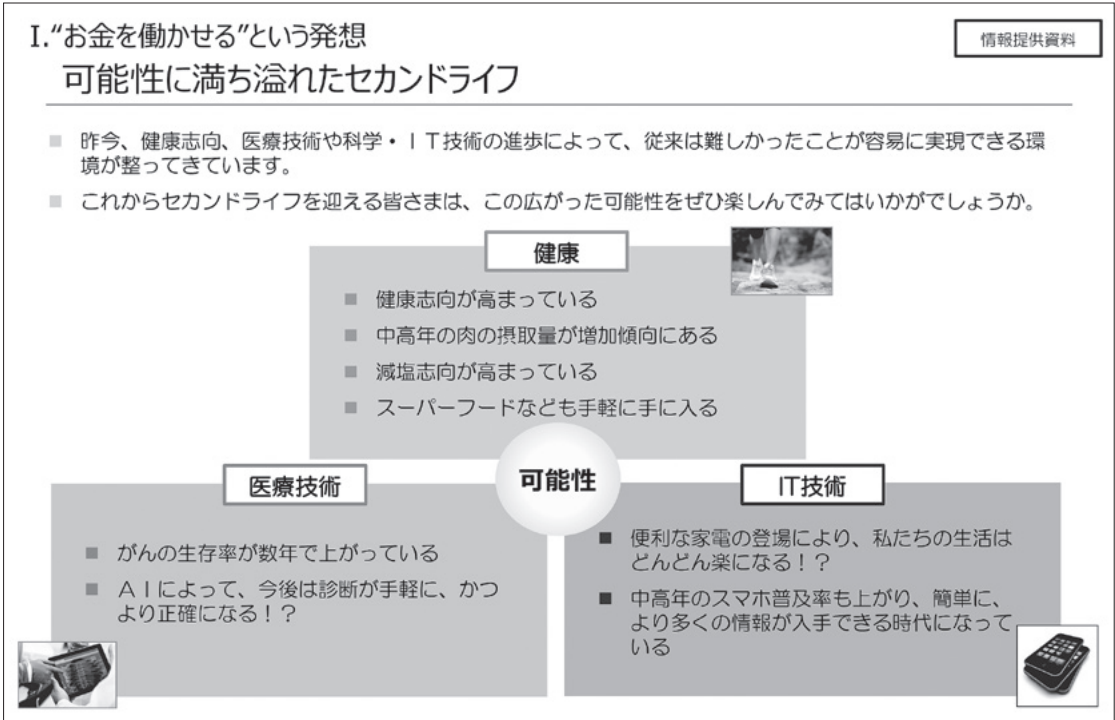 I.“お金を働かせる”という発想
情報提供資料
可能性に満ち溢れたセカンドライフ
■ 昨今、健康志向、医療技術や科学・ＩＴ技術の進歩によって、従来は難しかったことが容易に実現できる環
境が整ってきています。
■ これからセカンドライフを迎える皆さまは、この広がった可能性をぜひ楽しんでみてはいかがでしょうか。
健康
■ 健康志向が高まっている
■ 中高年の肉の摂取量が増加傾向にある
■ 減塩志向が高まっている
■ スーパーフードなども手軽に手に入る
可能性
医療技術
■ がんの生存率が数年で上がっている
■ ＡＩによって、今後は診断が手軽に、かつ
より正確になる！？
IT技術
■ 便利な家電の登場により、私たちの生活は
どんどん楽になる！？
■ 中高年のスマホ普及率も上がり、簡単に、
より多くの情報が入手できる時代になって
いる